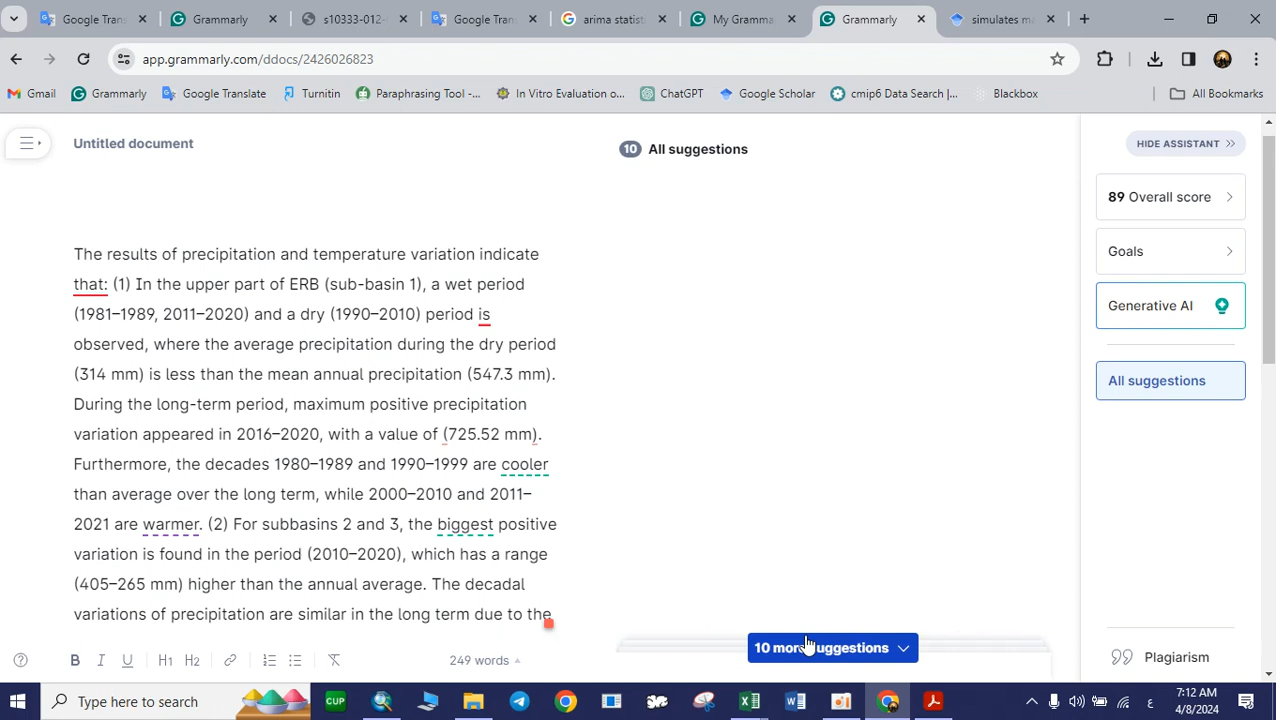 Google Tran
Grammarly
s10333-012-
Google Tran
arima statist
My Gramma
Grammarly
simulates ma
app.grammarly.com/ddocs/2426026823
Gmail
Grammarly
Google Translate
Turnitin
Paraphrasing Tool -...
In Vitro Evaluation o...
ChatGPT
Google Scholar
cmip6 Data Search |...
Blackbox
All Bookmarks
Untitled document
10 All suggestions
HIDE ASSISTANT
89 Overall score
Goals
Generative AI
All suggestions
The results of precipitation and temperature variation indicate
that: (1) In the upper part of ERB (sub-basin 1), a wet period
(1981–1989, 2011–2020) and a dry (1990–2010) period is
observed, where the average precipitation during the dry period
(314 mm) is less than the mean annual precipitation (547.3 mm).
During the long-term period, maximum positive precipitation
variation appeared in 2016–2020, with a value of (725.52 mm).
Furthermore, the decades 1980–1989 and 1990–1999 are cooler
than average over the long term, while 2000–2010 and 2011–
2021 are warmer. (2) For subbasins 2 and 3, the biggest positive
variation is found in the period (2010–2020), which has a range
(405–265 mm) higher than the annual average. The decadal
variations of precipitation are similar in the long term due to the
10 more suggestions
Plagiarism
B I U H1 H2
249 words
Type here to search
CUP
ع
7:12 AM
4/8/2024